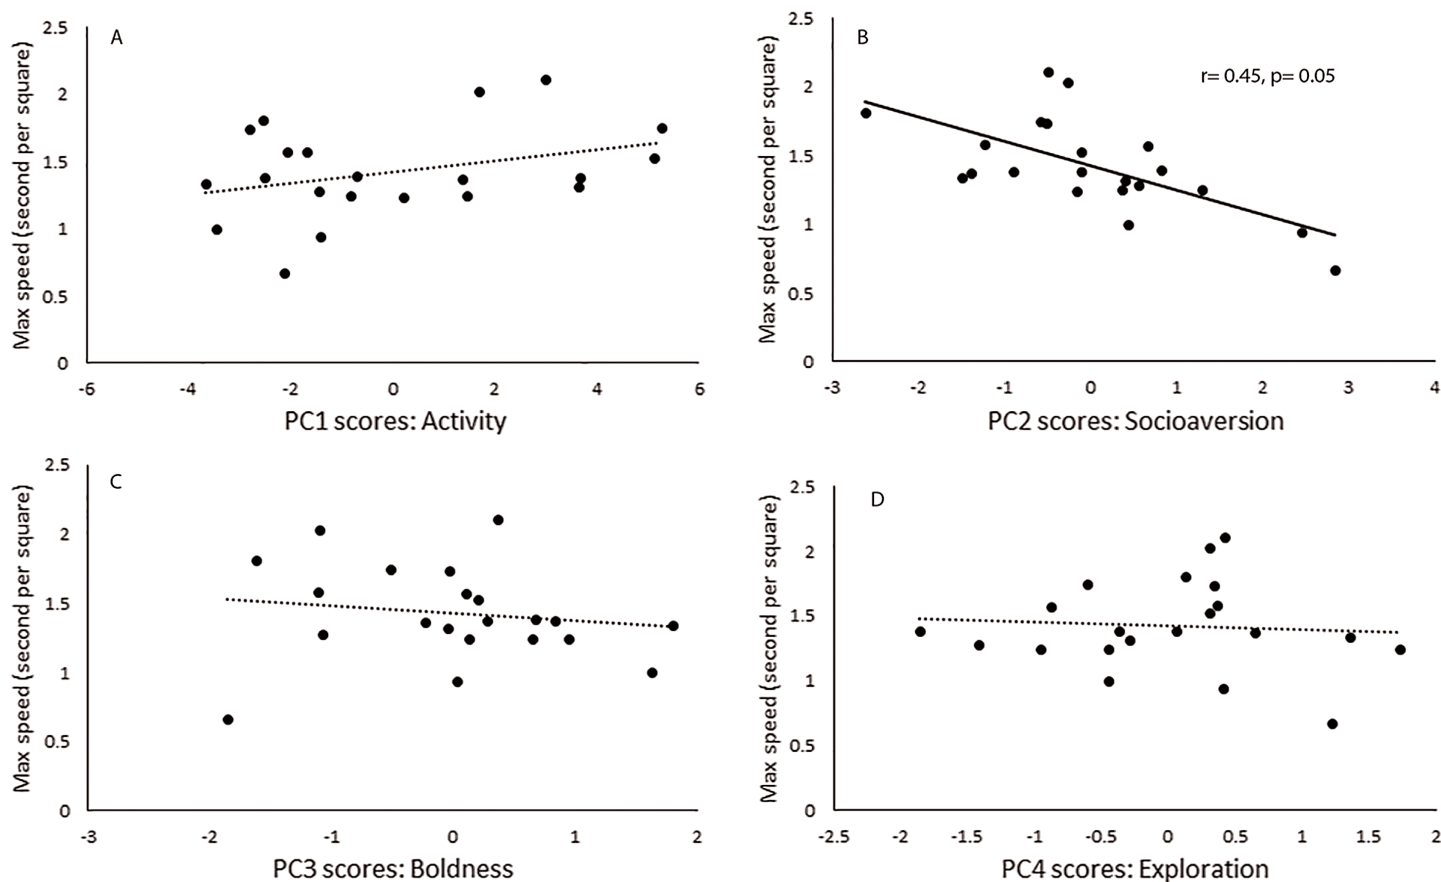 A
Max speed (second per square)
2.5
2
1.5
1
0.5
0
-6 -4 -2 0 2 4 6
PC1 scores: Activity
B
r= 0.45, p= 0.05
Max speed (second per square)
2.5
2
1.5
1
0.5
0
-3 -2 -1 0 1 2 3 4
PC2 scores: Socioaversion
C
Max speed (second per square)
2.5
2
1.5
1
0.5
0
-3 -2 -1 0 1 2
PC3 scores: Boldness
D
Max speed (second per square)
2.5
2
1.5
1
0.5
0
-2.5 -2 -1.5 -1 -0.5 0 0.5 1 1.5 2
PC4 scores: Exploration